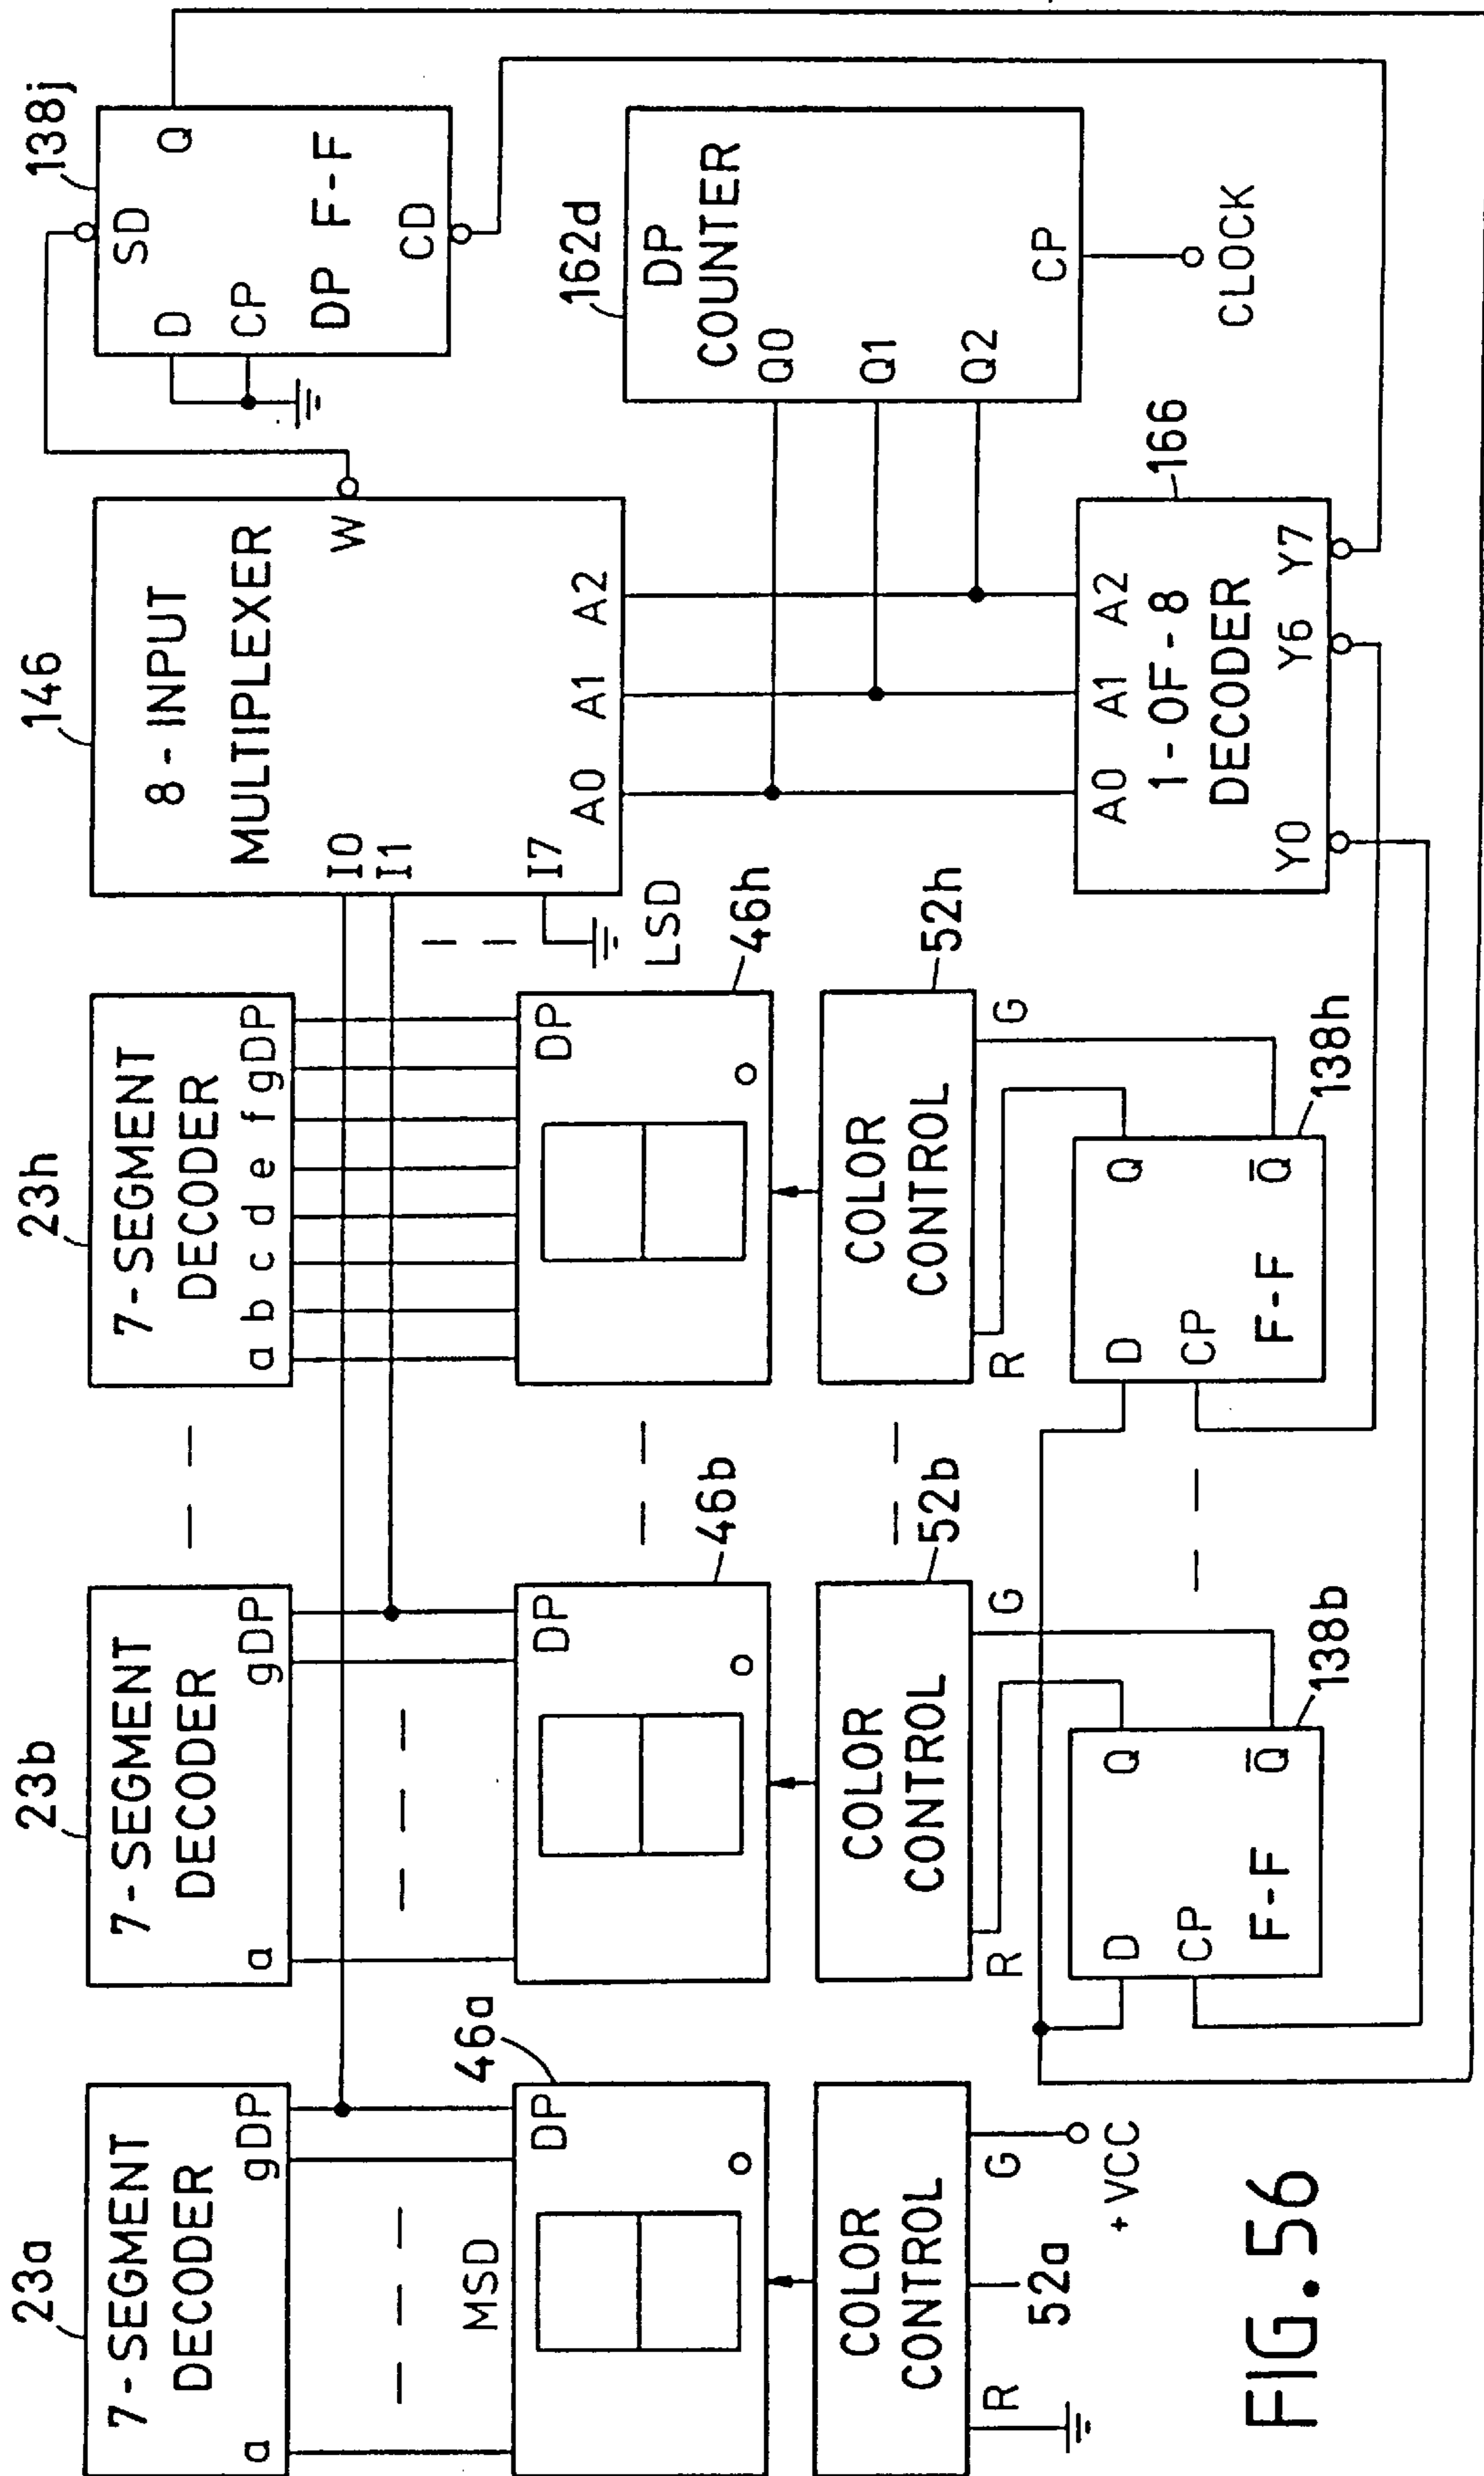 23a
23b
23h
146
138j
7-SEGMENT
DECODER
a
gDP
7-SEGMENT
DECODER
a
gDP
7-SEGMENT
DECODER
a b c d e f gDP
8-INPUT
MULTIPLEXER
I0
I1
I7
W
A0 A1 A2
SD
D
CP
Q
DP F-F
CD
MSD
46a
DP
46b
DP
46h
DP
LSD
162d
DP
COUNTER
Q0
Q1
Q2
CP
CLOCK
COLOR
CONTROL
R
52a
G
+VCC
COLOR
CONTROL
52b
R
G
COLOR
CONTROL
52h
R
G
D
CP
Q
Q̅
F-F
138b
D
CP
Q
Q̅
F-F
138h
166
A0 A1 A2
1-OF-8
DECODER
Y0
Y6 Y7
FIG. 56